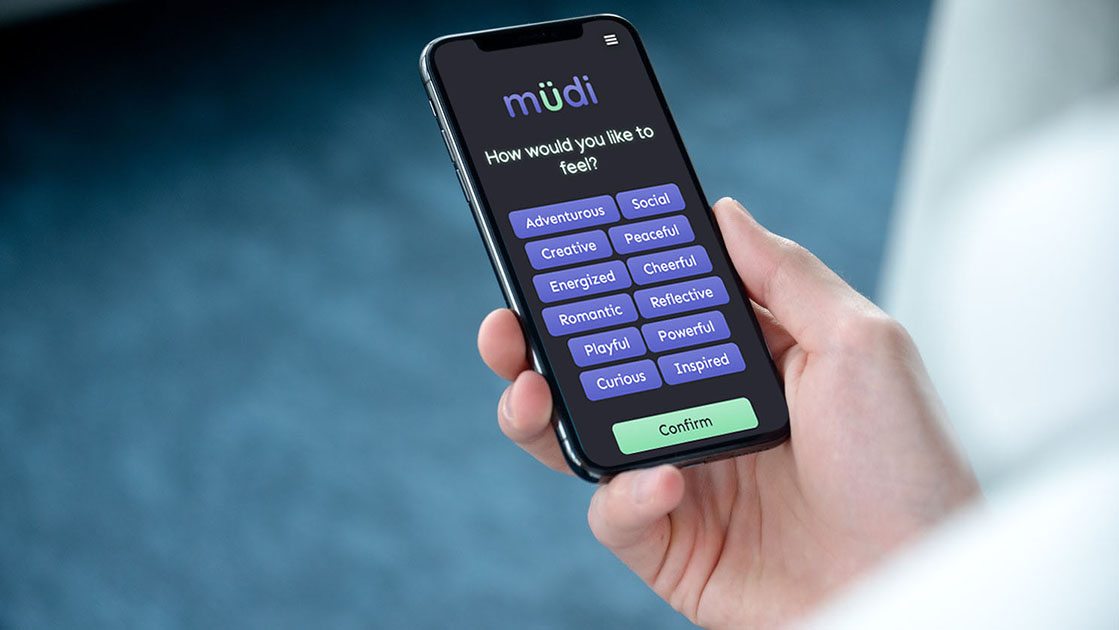 müdi
How would you like to
feel?
Adventurous Social
Creative Peaceful
Energized Cheerful
Romantic Reflective
Playful Powerful
Curious Inspired
Confirm